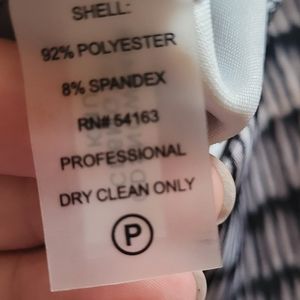 SHELL:
92% POLYESTER
8% SPANDEX
RN# 54163
PROFESSIONAL
DRY CLEAN ONLY
P